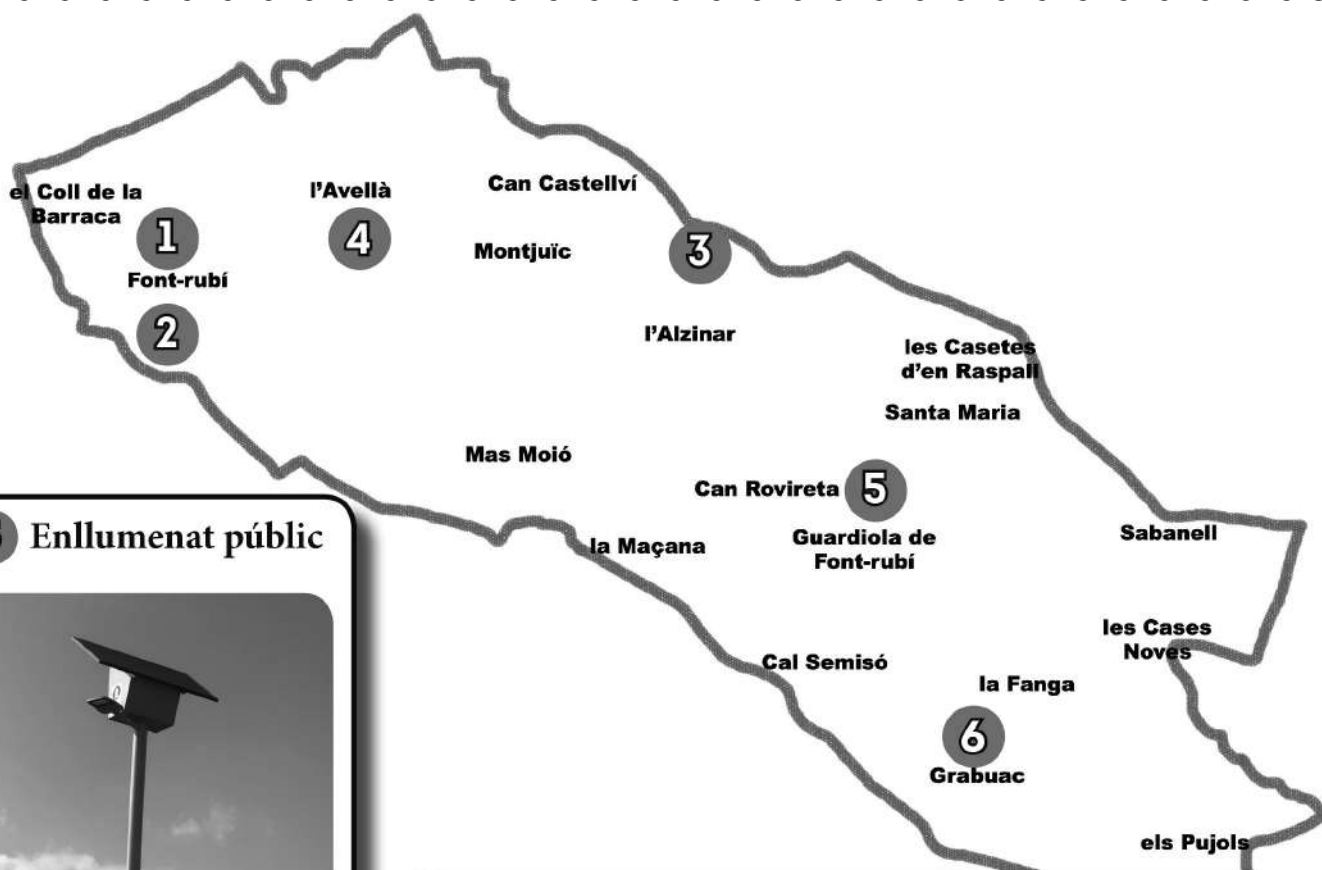 el Coll de la
Barraca
l'Avellà
Can Castellví
1
4
Montjuïc
3
Font-rubí
2
l'Alzinar
les Casetes
d'en Raspall
Santa Maria
Mas Moió
Can Rovireta
5
Guardiola de
Font-rubí
Sabanell
la Maçana
Enllumenat públic
les Cases
Noves
Cal Semisó
la Fanga
6
Grabuac
els Pujols